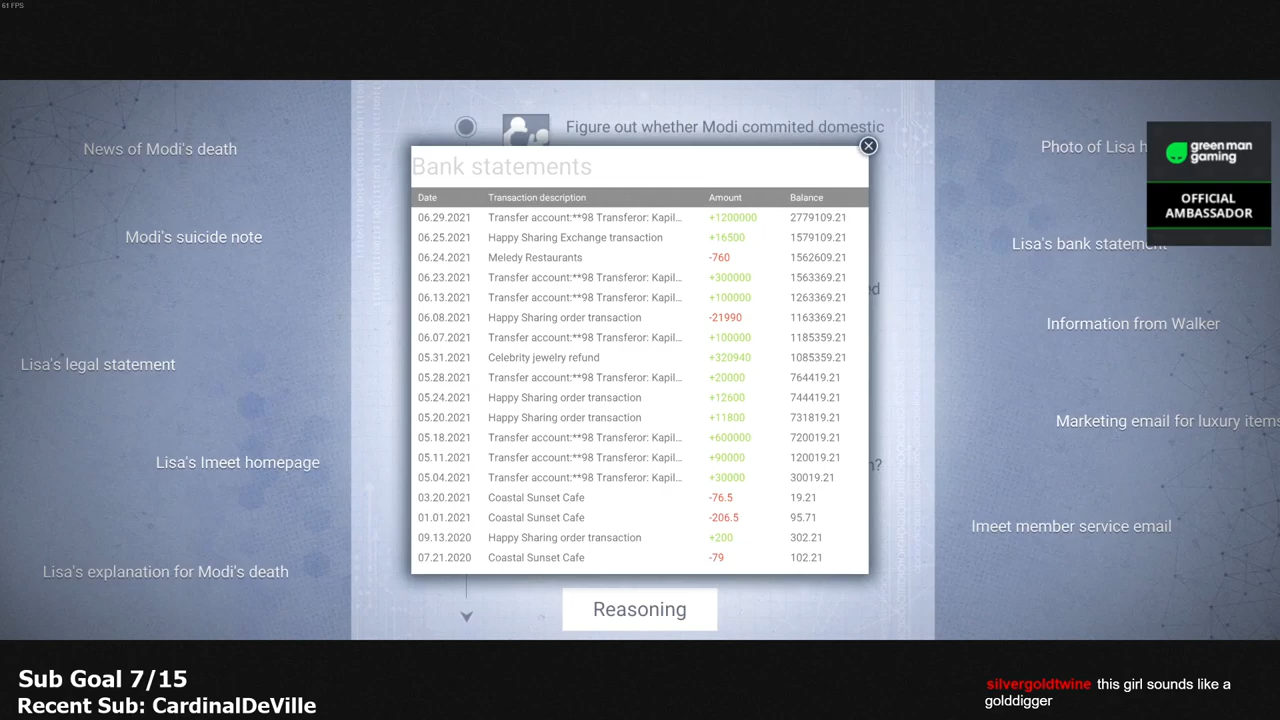 61 FPS
News of Modi's death
Modi's suicide note
Lisa's legal statement
Lisa's Imeet homepage
Lisa's explanation for Modi's death
Figure out whether Modi commited domestic
Bank statements
Date Transaction description Amount Balance
06.29.2021 Transfer account:**98 Transferor: Kapil... +1200000 2779109.21
06.25.2021 Happy Sharing Exchange transaction +16500 1579109.21
06.24.2021 Meledy Restaurants -760 1562609.21
06.23.2021 Transfer account:**98 Transferor: Kapil... +300000 1563369.21
06.13.2021 Transfer account:**98 Transferor: Kapil... +100000 1263369.21
06.08.2021 Happy Sharing order transaction -21990 1163369.21
06.07.2021 Transfer account:**98 Transferor: Kapil... +100000 1185359.21
05.31.2021 Celebrity jewelry refund +320940 1085359.21
05.28.2021 Transfer account:**98 Transferor: Kapil... +20000 764419.21
05.24.2021 Happy Sharing order transaction +12600 744419.21
05.20.2021 Happy Sharing order transaction +11800 731819.21
05.18.2021 Transfer account:**98 Transferor: Kapil... +600000 720019.21
05.11.2021 Transfer account:**98 Transferor: Kapil... +90000 120019.21
05.04.2021 Transfer account:**98 Transferor: Kapil... +30000 30019.21
03.20.2021 Coastal Sunset Cafe -76.5 19.21
01.01.2021 Coastal Sunset Cafe -206.5 95.71
09.13.2020 Happy Sharing order transaction +200 302.21
07.21.2020 Coastal Sunset Cafe -79 102.21
Reasoning
Photo of Lisa h
Lisa's bank statement
Information from Walker
Marketing email for luxury items
Imeet member service email
green man
gaming
OFFICIAL
AMBASSADOR
Sub Goal 7/15
Recent Sub: CardinalDeVille
silvergoldtwine this girl sounds like a
golddigger